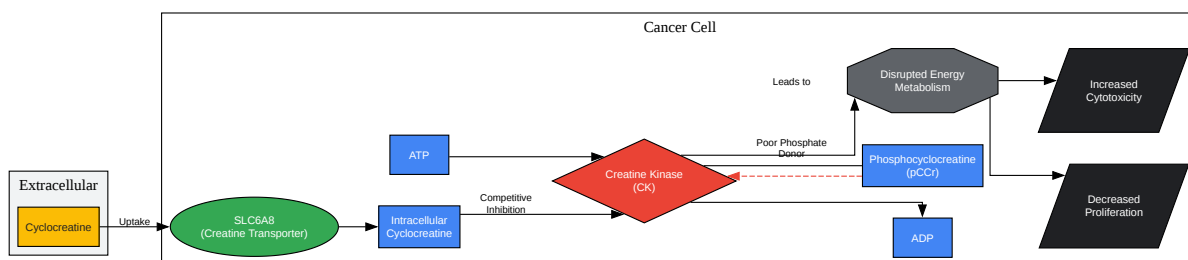 Cancer Cell
Extracellular
Cyclocreatine
Uptake
SLC6A8
(Creatine Transporter)
ATP
Intracellular
Cyclocreatine
Competitive
Inhibition
Creatine Kinase
(CK)
Leads to
Poor Phosphate
Donor
Disrupted Energy
Metabolism
Phosphocyclocreatine
(pCCr)
ADP
Increased
Cytotoxicity
Decreased
Proliferation